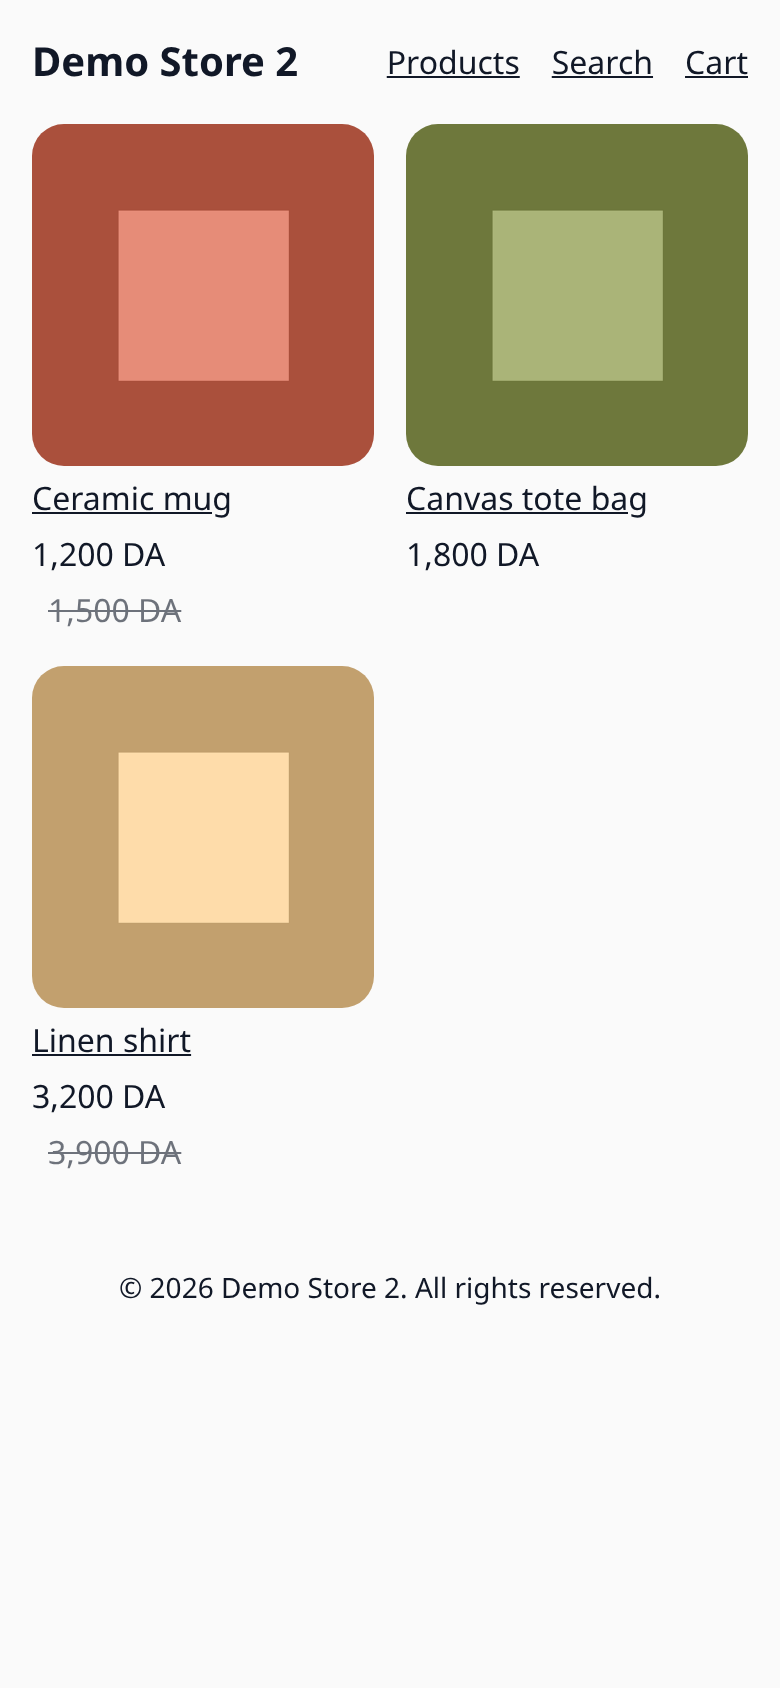 Demo Store 2 Products Search Cart
Ceramic mug
1,200 DA
1,500 DA
Canvas tote bag
1,800 DA
Linen shirt
3,200 DA
3,900 DA
© 2026 Demo Store 2. All rights reserved.